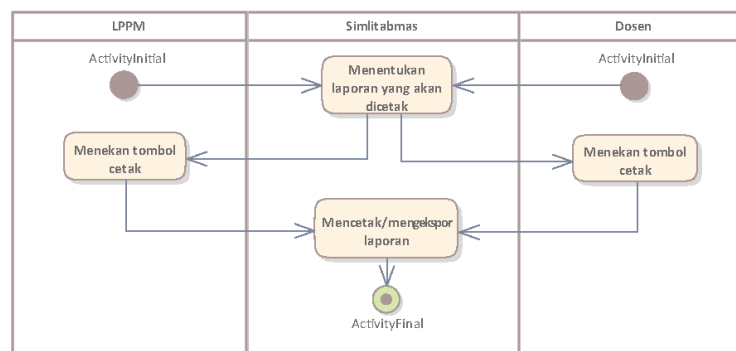 LPPM
Simlitabmas
Dosen
ActivityInitial
ActivityInitial
Menentukan
laporan yang akan
dicetak
Menekan tombol
cetak
Menekan tombol
cetak
Mencetak/mengekspor
laporan
ActivityFinal